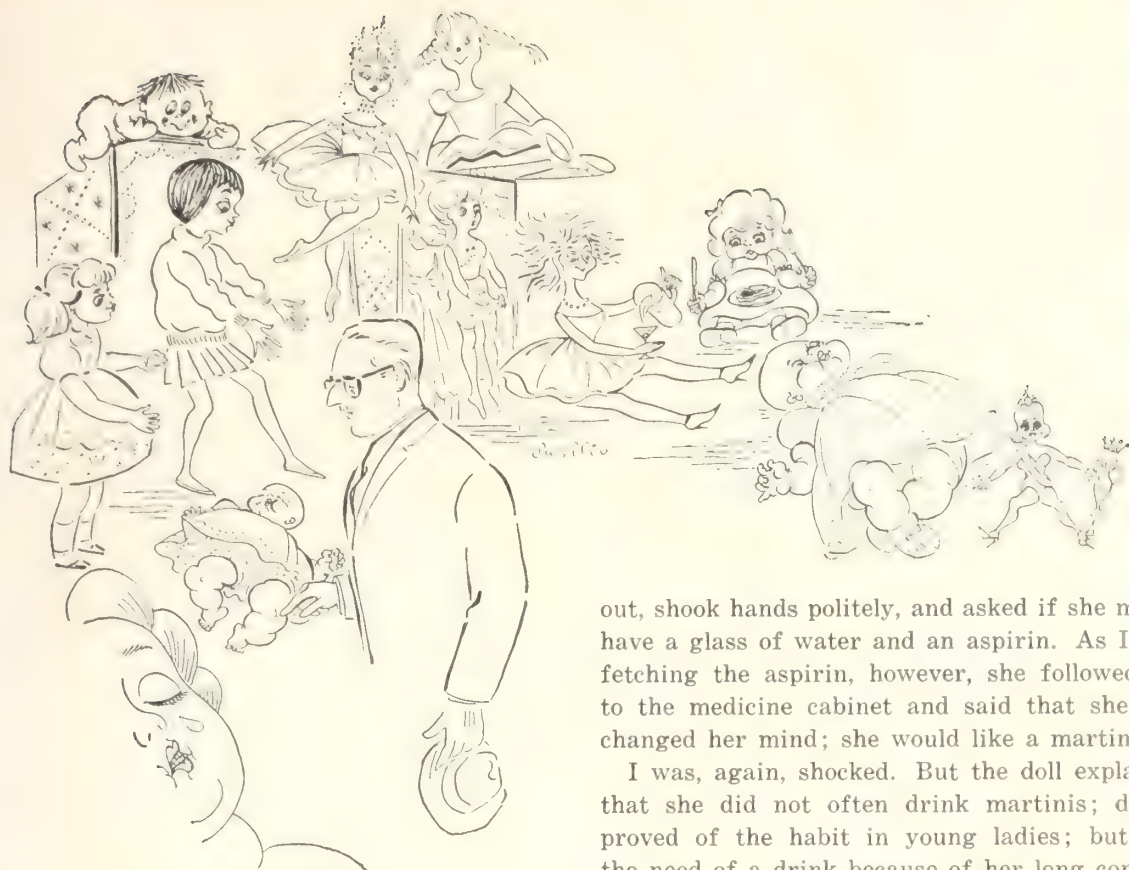 out, shook hands politely, and asked if she
have a glass of water and an aspirin. As I
fetching the aspirin, however, she followed
to the medicine cabinet and said that she
changed her mind; she would like a
I was, again, shocked. But the doll
that she did not often drink martinis;
proved of the habit in young ladies; but
the need of a drink because of her long